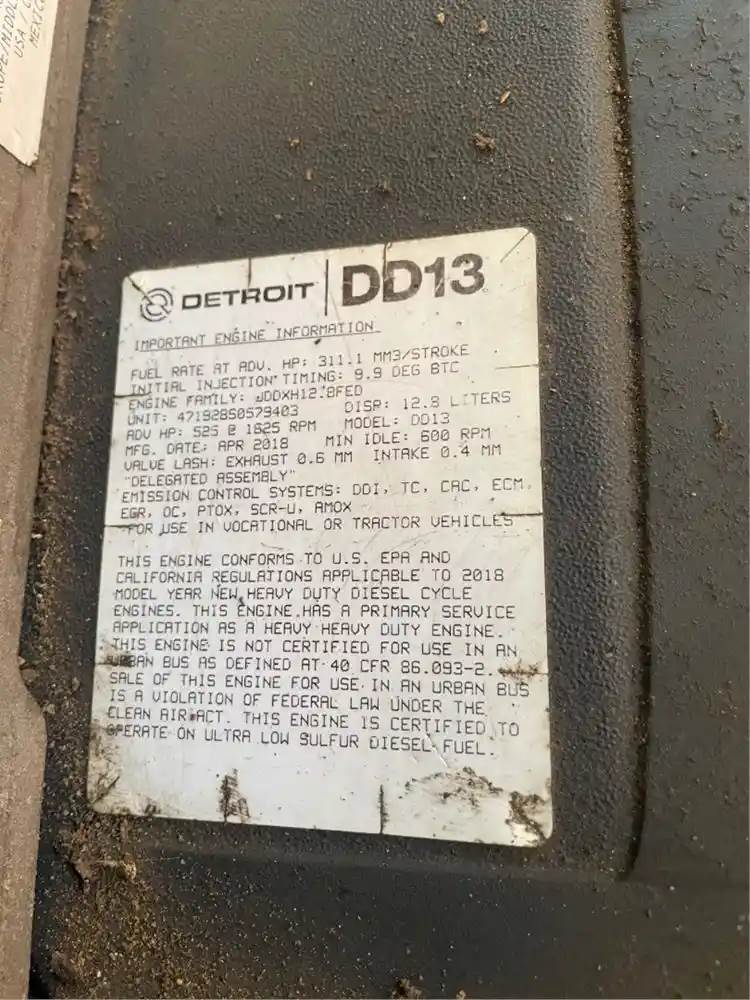 USA / C
MEXICO
DETROIT | DD13
IMPORTANT ENGINE INFORMATION
FUEL RATE AT ADV. HP: 311.1 MM3/STROKE
INITIAL INJECTION TIMING: 9.9 DEG BTC
ENGINE FAMILY: JDDXH12.8FED
UNIT: 471928S0579403 DISP: 12.8 LITERS
ADV HP: 525 @ 1625 RPM MODEL: DD13
MFG. DATE: APR 2018 MIN IDLE: 600 RPM
VALVE LASH: EXHAUST 0.6 MM INTAKE 0.4 MM
"DELEGATED ASSEMBLY"
EMISSION CONTROL SYSTEMS: DDI, TC, CAC, ECM,
EGR, OC, PTOX, SCR-U, AMOX
FOR USE IN VOCATIONAL OR TRACTOR VEHICLES
THIS ENGINE CONFORMS TO U.S. EPA AND
CALIFORNIA REGULATIONS APPLICABLE TO 2018
MODEL YEAR NEW HEAVY DUTY DIESEL CYCLE
ENGINES. THIS ENGINE HAS A PRIMARY SERVICE
APPLICATION AS A HEAVY HEAVY DUTY ENGINE.
THIS ENGINE IS NOT CERTIFIED FOR USE IN AN
URBAN BUS AS DEFINED AT 40 CFR 86.093-2.
SALE OF THIS ENGINE FOR USE IN AN URBAN BUS
IS A VIOLATION OF FEDERAL LAW UNDER THE
CLEAN AIR ACT. THIS ENGINE IS CERTIFIED TO
OPERATE ON ULTRA LOW SULFUR DIESEL FUEL.